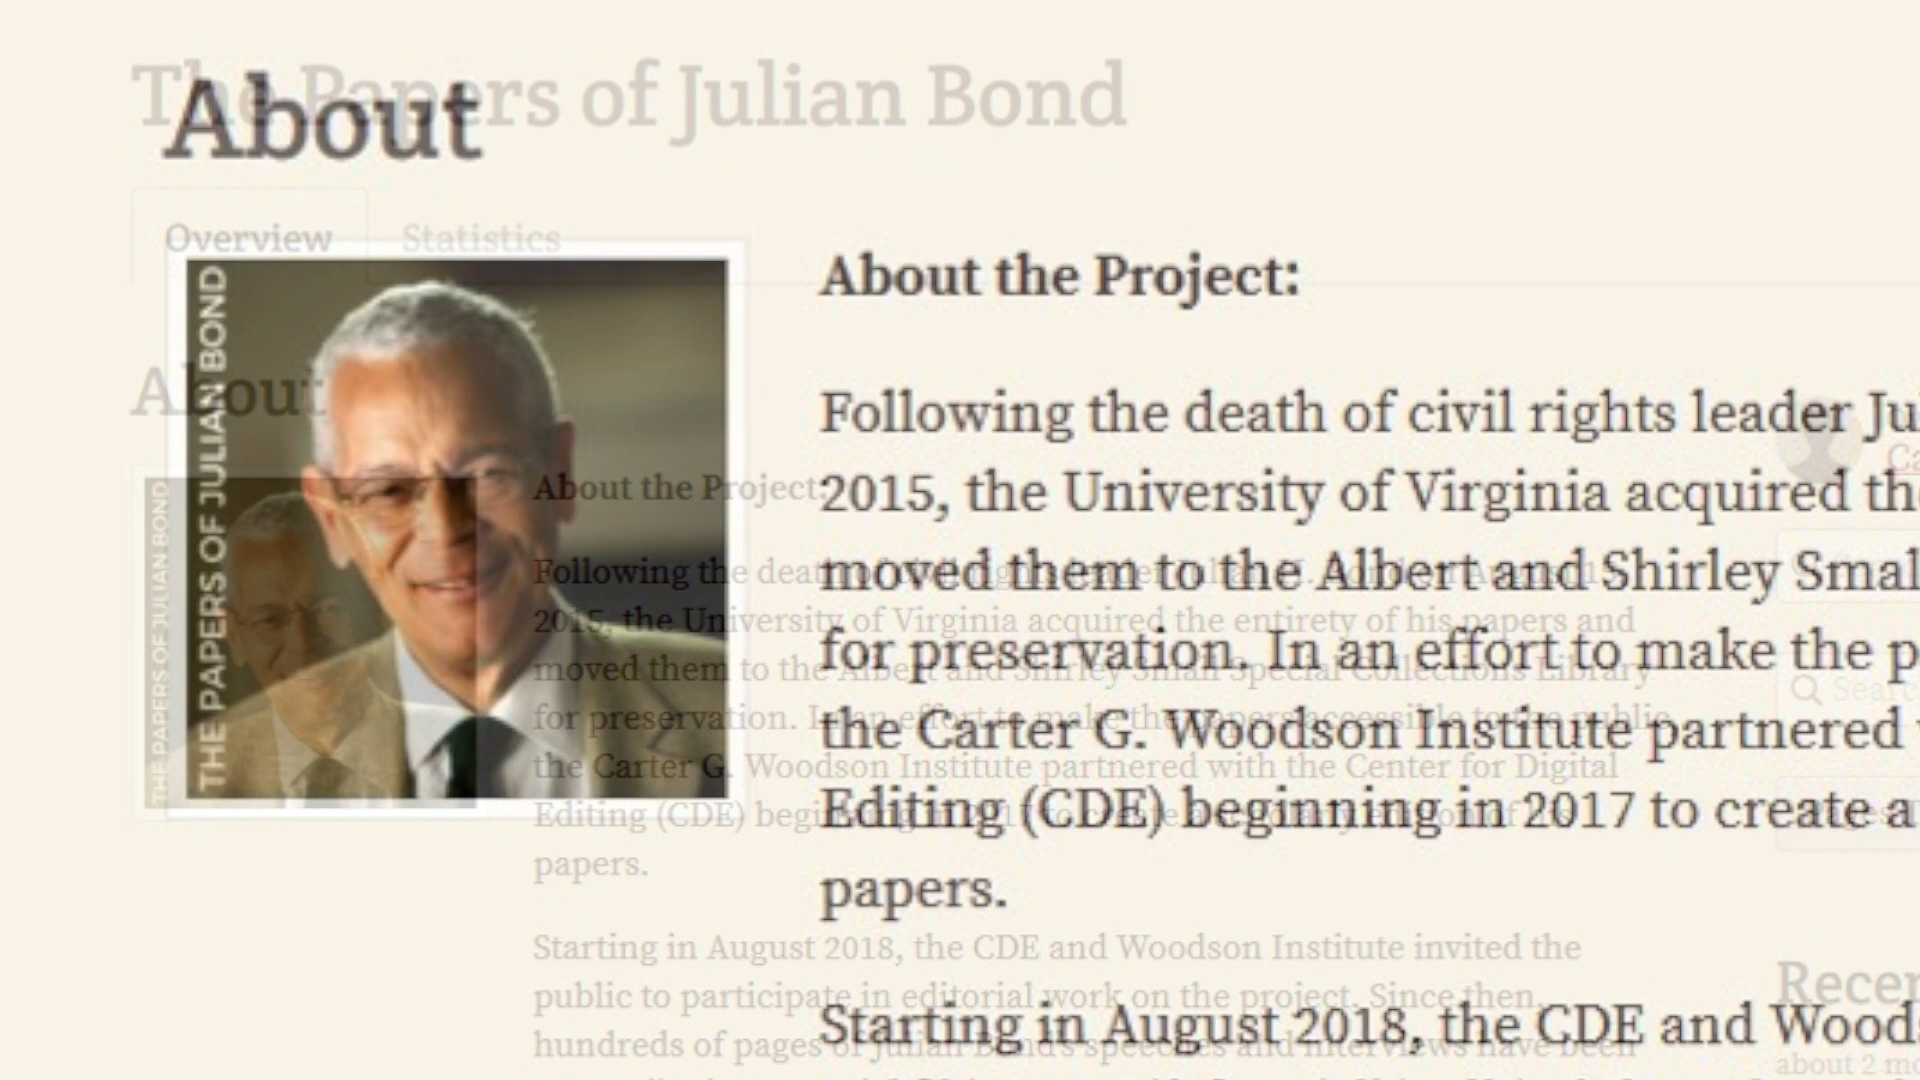 The Papers of Julian Bond
About
Overview
Statistics
THE PAPERS OF JULIAN BOND
About the Project:
Following the death of civil rights leader Ju
2015, the University of Virginia acquired the
moved them to the Albert and Shirley Smal
for preservation. In an effort to make the p
the Carter G. Woodson Institute partnered
Editing (CDE) beginning in 2017 to create a
papers.
Starting in August 2018, the CDE and Woods
About
THE PAPERS OF JULIAN BOND
About the Project:
Following the death of civil rights leader
2015, the University of Virginia acquired the entirety of his papers and
moved them to the Albert and Shirley Small Special Collections Library
for preservation. In an effort to make the papers accessible to the public,
the Carter G. Woodson Institute partnered with the Center for Digital
Editing (CDE) beginning in 2017 to create a scholarly edition of his
papers.
Starting in August 2018, the CDE and Woodson Institute invited the
public to participate in editorial work on the project. Since then,
hundreds of pages of Julian Bond's speeches and interviews have been
Ca
Searc
Recen
about 2 mo